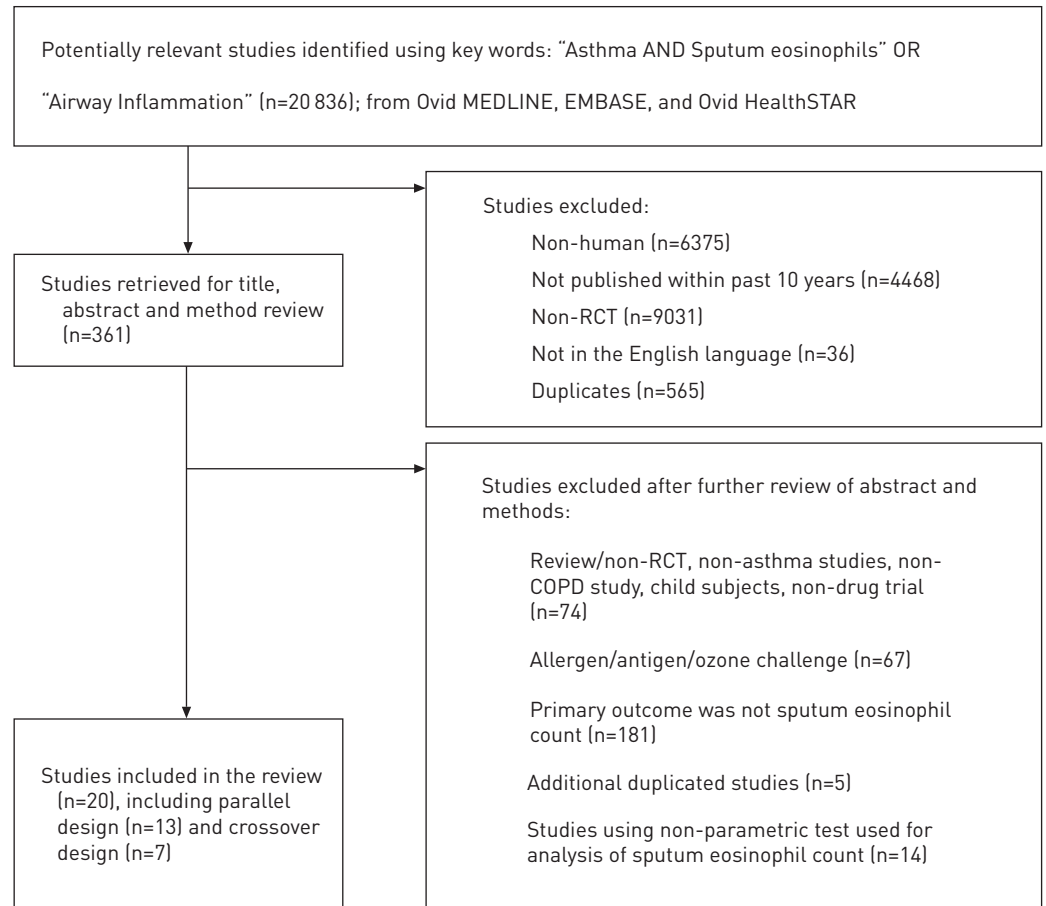 Potentially relevant studies identified using key words: “Asthma AND Sputum eosinophils” OR
“Airway Inflammation” (n=20 836); from Ovid MEDLINE, EMBASE, and Ovid HealthSTAR
Studies excluded:
Non-human (n=6375)
Not published within past 10 years (n=4468)
Non-RCT (n=9031)
Not in the English language (n=36)
Duplicates (n=565)
Studies retrieved for title,
abstract and method review
(n=361)
Studies excluded after further review of abstract and
methods:
Review/non-RCT, non-asthma studies, non-
COPD study, child subjects, non-drug trial
(n=74)
Allergen/antigen/ozone challenge (n=67)
Primary outcome was not sputum eosinophil
count (n=181)
Additional duplicated studies (n=5)
Studies using non-parametric test used for
analysis of sputum eosinophil count (n=14)
Studies included in the review
(n=20), including parallel
design (n=13) and crossover
design (n=7)